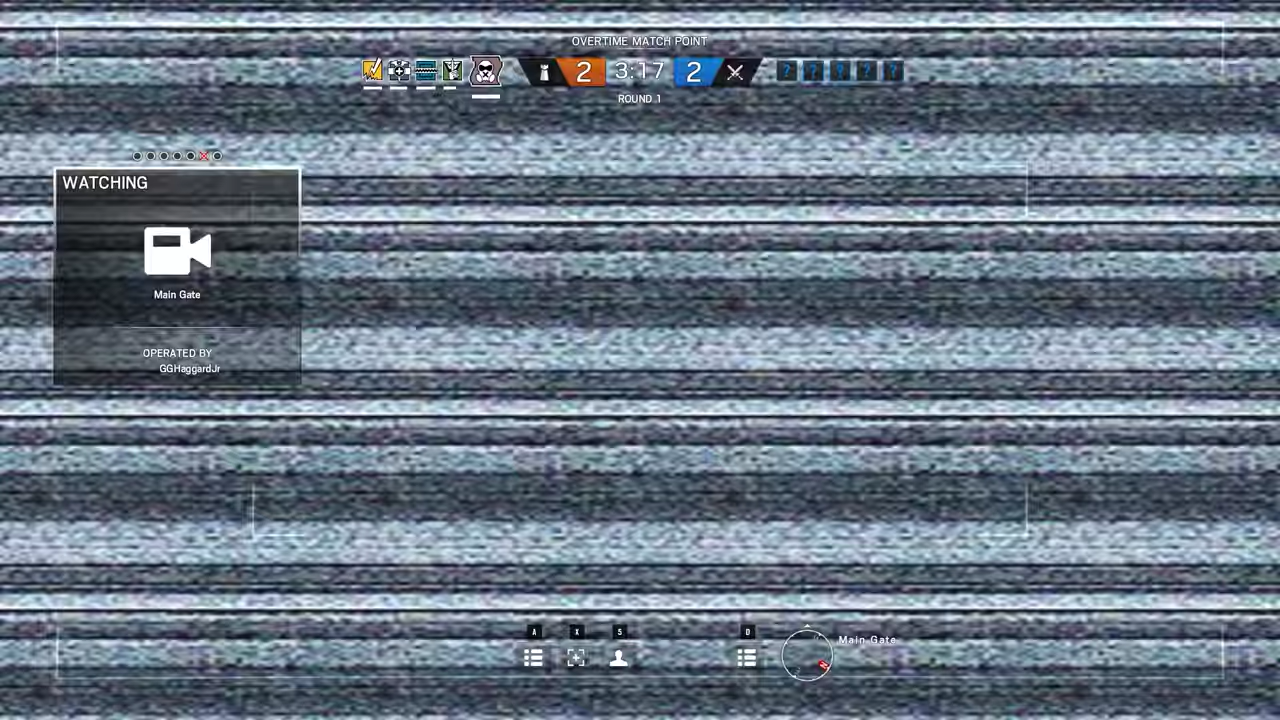 OVERTIME MATCH POINT
2 3:17 2
? ? ? ? ?
ROUND 1
WATCHING
Main Gate
OPERATED BY
GGHaggardJr
A X S D
Main Gate